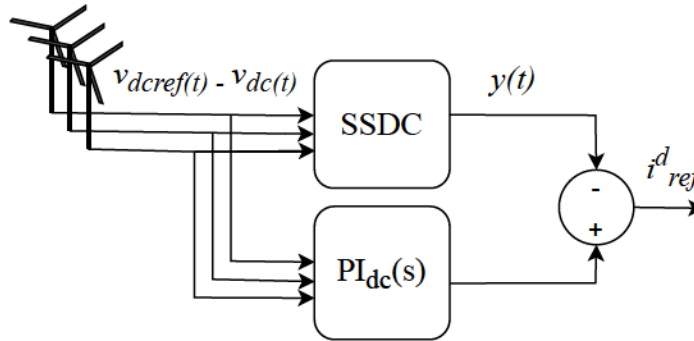 v_dcref(t) - v_dc(t)
SSDC
y(t)
-
+
i^d_ref
PI_dc(s)